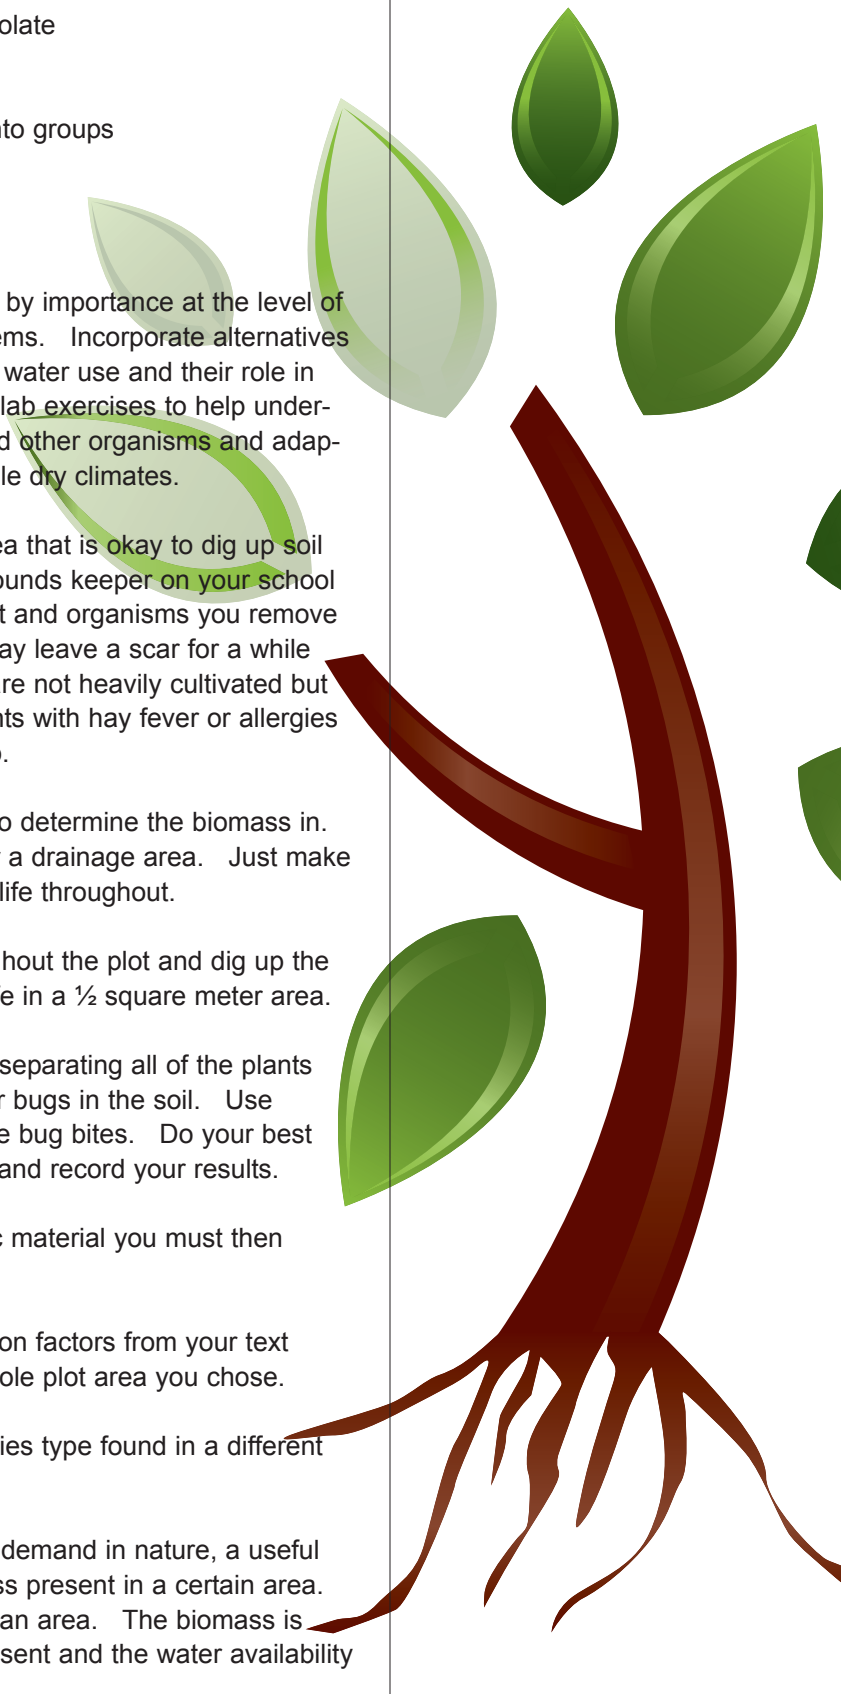 olate
nto groups
by importance at the level of
ems. Incorporate alternatives
water use and their role in
lab exercises to help under-
d other organisms and adap-
le dry climates.
ea that is okay to dig up soil
ounds keeper on your school
t and organisms you remove
ay leave a scar for a while
are not heavily cultivated but
nts with hay fever or allergies
o.
o determine the biomass in.
a drainage area. Just make
life throughout.
hout the plot and dig up the
e in a ½ square meter area.
separating all of the plants
r bugs in the soil. Use
e bug bites. Do your best
and record your results.
c material you must then
on factors from your text
ole plot area you chose.
ies type found in a different
demand in nature, a useful
ss present in a certain area.
an area. The biomass is
sent and the water availability